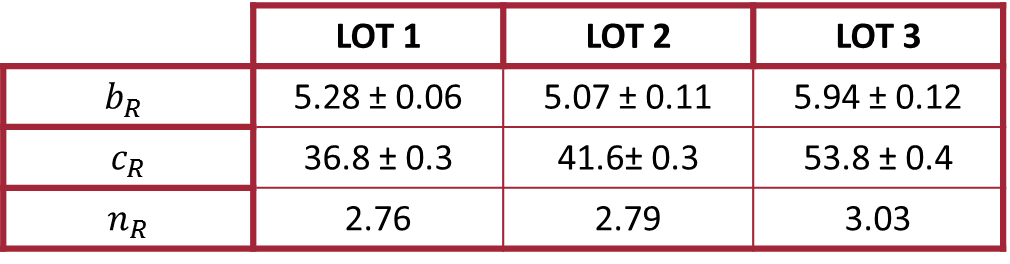 LOT 1 LOT 2 LOT 3
b_R 5.28 ± 0.06 5.07 ± 0.11 5.94 ± 0.12
c_R 36.8 ± 0.3 41.6± 0.3 53.8 ± 0.4
n_R 2.76 2.79 3.03